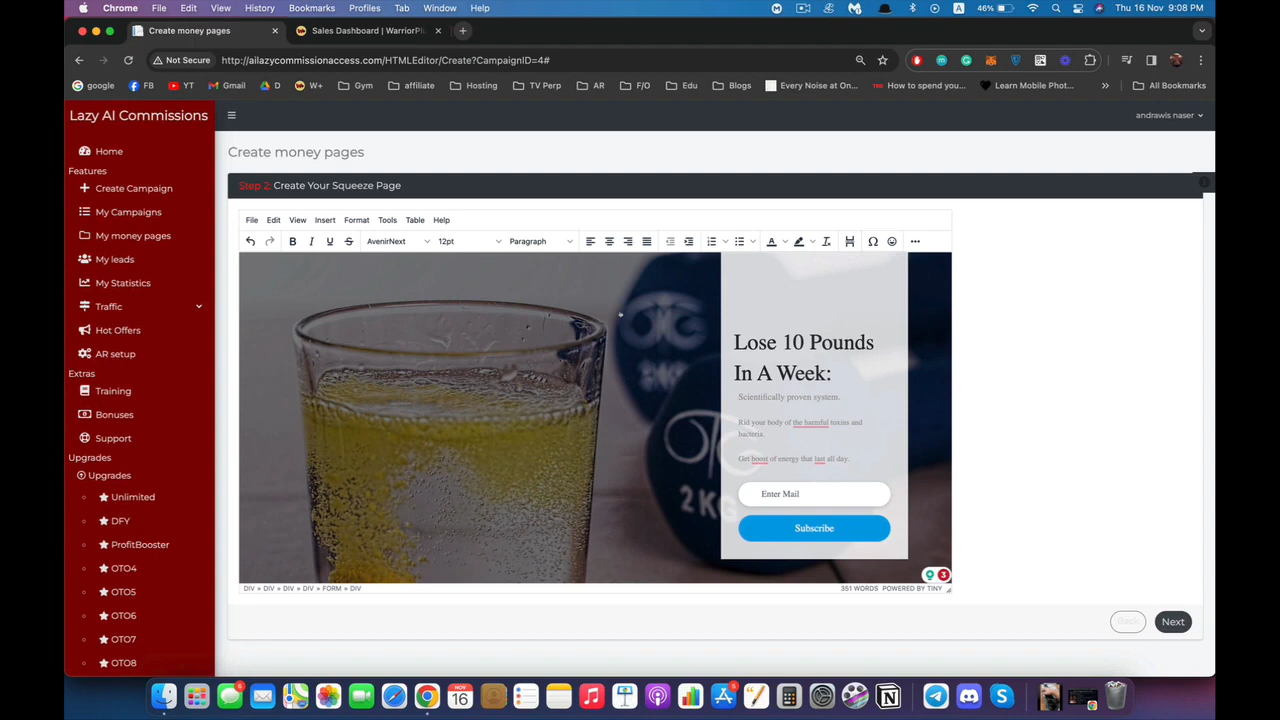 Chrome File Edit View History Bookmarks Profiles Tab Window Help A 46% Thu 16 Nov 9:08 PM
Create money pages Sales Dashboard | WarriorPlu
Not Secure http://ailazycommissionaccess.com/HTMLEditor/Create?CampaignID=4#
google FB YT Gmail D W+ Gym affiliate Hosting TV Perp AR F/O Edu Blogs Every Noise at On... How to spend you... Learn Mobile Phot... All Bookmarks
Lazy AI Commissions
andrawis naser
Home
Features
Create Campaign
My Campaigns
My money pages
My leads
My Statistics
Traffic
Hot Offers
AR setup
Extras
Training
Bonuses
Support
Upgrades
Upgrades
Unlimited
DFY
ProfitBooster
OTO4
OTO5
OTO6
OTO7
OTO8
Create money pages
Step 2: Create Your Squeeze Page
File Edit View Insert Format Tools Table Help
AvenirNext 12pt Paragraph
2KG
Lose 10 Pounds
In A Week:
Scientifically proven system.
Rid your body of the harmful toxins and
bacteria.
Get boost of energy that last all day.
Enter Mail
Subscribe
3
DIV » DIV » DIV » DIV » FORM » DIV 351 WORDS POWERED BY TINY
Back Next